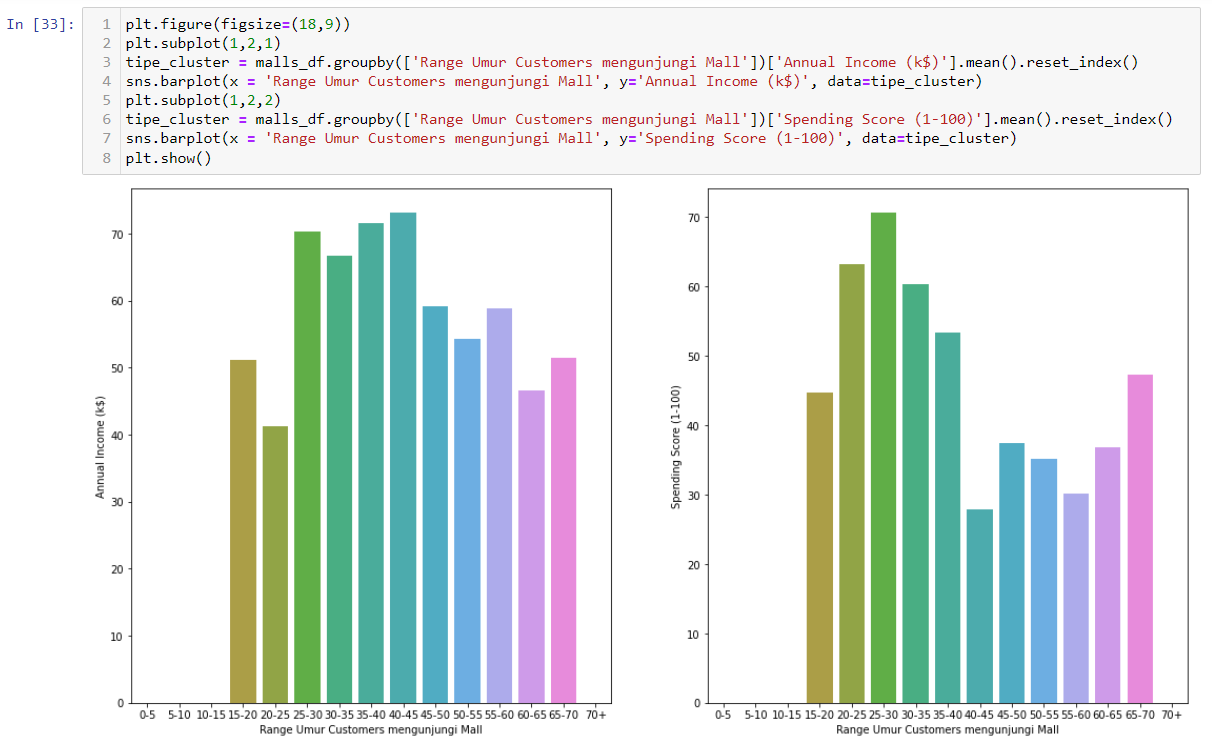 In [33]:
1 plt.figure(figsize=(18,9))
2 plt.subplot(1,2,1)
3 tipe_cluster = malls_df.groupby(['Range Umur Customers mengunjungi Mall'])['Annual Income (k$)'].mean().reset_index()
4 sns.barplot(x = 'Range Umur Customers mengunjungi Mall', y='Annual Income (k$)', data=tipe_cluster)
5 plt.subplot(1,2,2)
6 tipe_cluster = malls_df.groupby(['Range Umur Customers mengunjungi Mall'])['Spending Score (1-100)'].mean().reset_index()
7 sns.barplot(x = 'Range Umur Customers mengunjungi Mall', y='Spending Score (1-100)', data=tipe_cluster)
8 plt.show()
Annual Income (k$)
70
60
50
40
30
20
10
0
0-5 5-10 10-15 15-20 20-25 25-30 30-35 35-40 40-45 45-50 50-55 55-60 60-65 65-70 70+
Range Umur Customers mengunjungi Mall
Spending Score (1-100)
70
60
50
40
30
20
10
0
0-5 5-10 10-15 15-20 20-25 25-30 30-35 35-40 40-45 45-50 50-55 55-60 60-65 65-70 70+
Range Umur Customers mengunjungi Mall